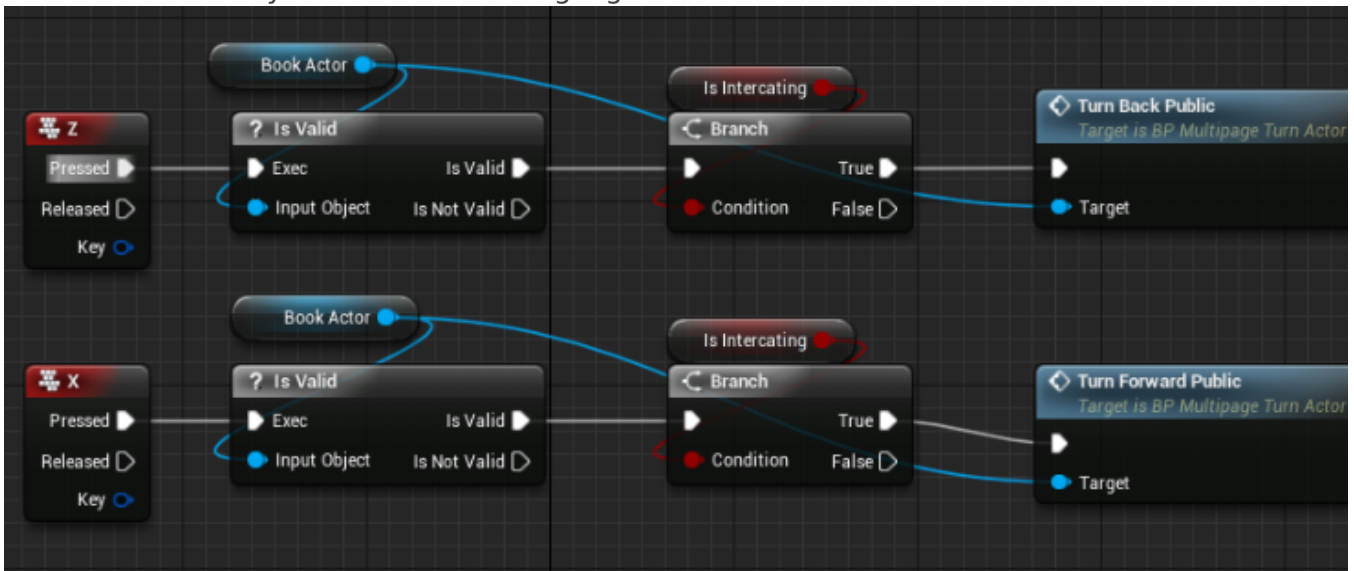 Book Actor
Is Intercating
Z
? Is Valid
Branch
Turn Back Public
Target is BP Multipage Turn Actor
Pressed
Exec
Is Valid
True
Released
Input Object
Is Not Valid
Condition
False
Target
Key
Book Actor
Is Intercating
X
? Is Valid
Branch
Turn Forward Public
Target is BP Multipage Turn Actor
Pressed
Exec
Is Valid
True
Released
Input Object
Is Not Valid
Condition
False
Target
Key